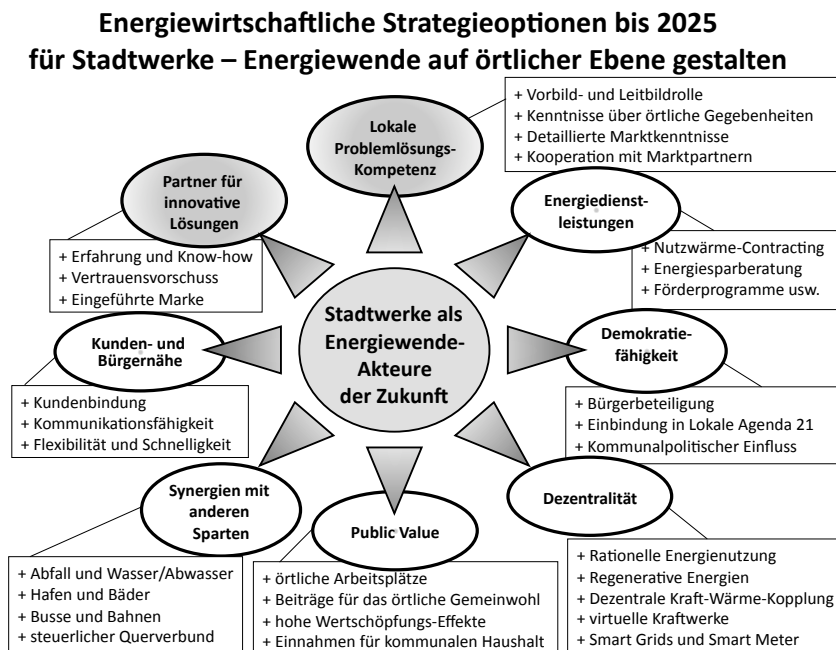 Energiewirtschaftliche Strategieoptionen bis 2025
für Stadtwerke – Energiewende auf örtlicher Ebene gestalten
Lokale
Problemlösungs-
Kompetenz
+ Vorbild- und Leitbildrolle
+ Kenntnisse über örtliche Gegebenheiten
+ Detaillierte Marktkenntnisse
+ Kooperation mit Marktpartnern
Partner für
innovative
Lösungen
+ Erfahrung und Know-how
+ Vertrauensvorschuss
+ Eingeführte Marke
Energiedienst-
leistungen
+ Nutzwärme-Contracting
+ Energiesparberatung
+ Förderprogramme usw.
Stadtwerke als
Energiewende-
Akteure
der Zukunft
Kunden- und
Bürgernähe
+ Kundenbindung
+ Kommunikationsfähigkeit
+ Flexibilität und Schnelligkeit
Demokratie-
fähigkeit
+ Bürgerbeteiligung
+ Einbindung in Lokale Agenda 21
+ Kommunalpolitischer Einfluss
Synergien mit
anderen
Sparten
+ Abfall und Wasser/Abwasser
+ Hafen und Bäder
+ Busse und Bahnen
+ steuerlicher Querverbund
Public Value
+ örtliche Arbeitsplätze
+ Beiträge für das örtliche Gemeinwohl
+ hohe Wertschöpfungs-Effekte
+ Einnahmen für kommunalen Haushalt
Dezentralität
+ Rationelle Energienutzung
+ Regenerative Energien
+ Dezentrale Kraft-Wärme-Kopplung
+ virtuelle Kraftwerke
+ Smart Grids und Smart Meter